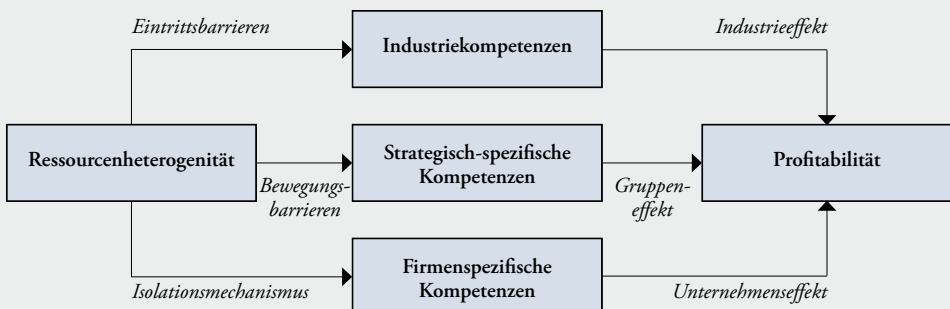 Eintrittsbarrieren
Industriekompetenzen
Industrieeffekt
Ressourcenheterogenität
Bewegungs-
barrieren
Strategisch-spezifische
Kompetenzen
Gruppen-
effekt
Profitabilität
Isolationsmechanismus
Firmenspezifische
Kompetenzen
Unternehmenseffekt